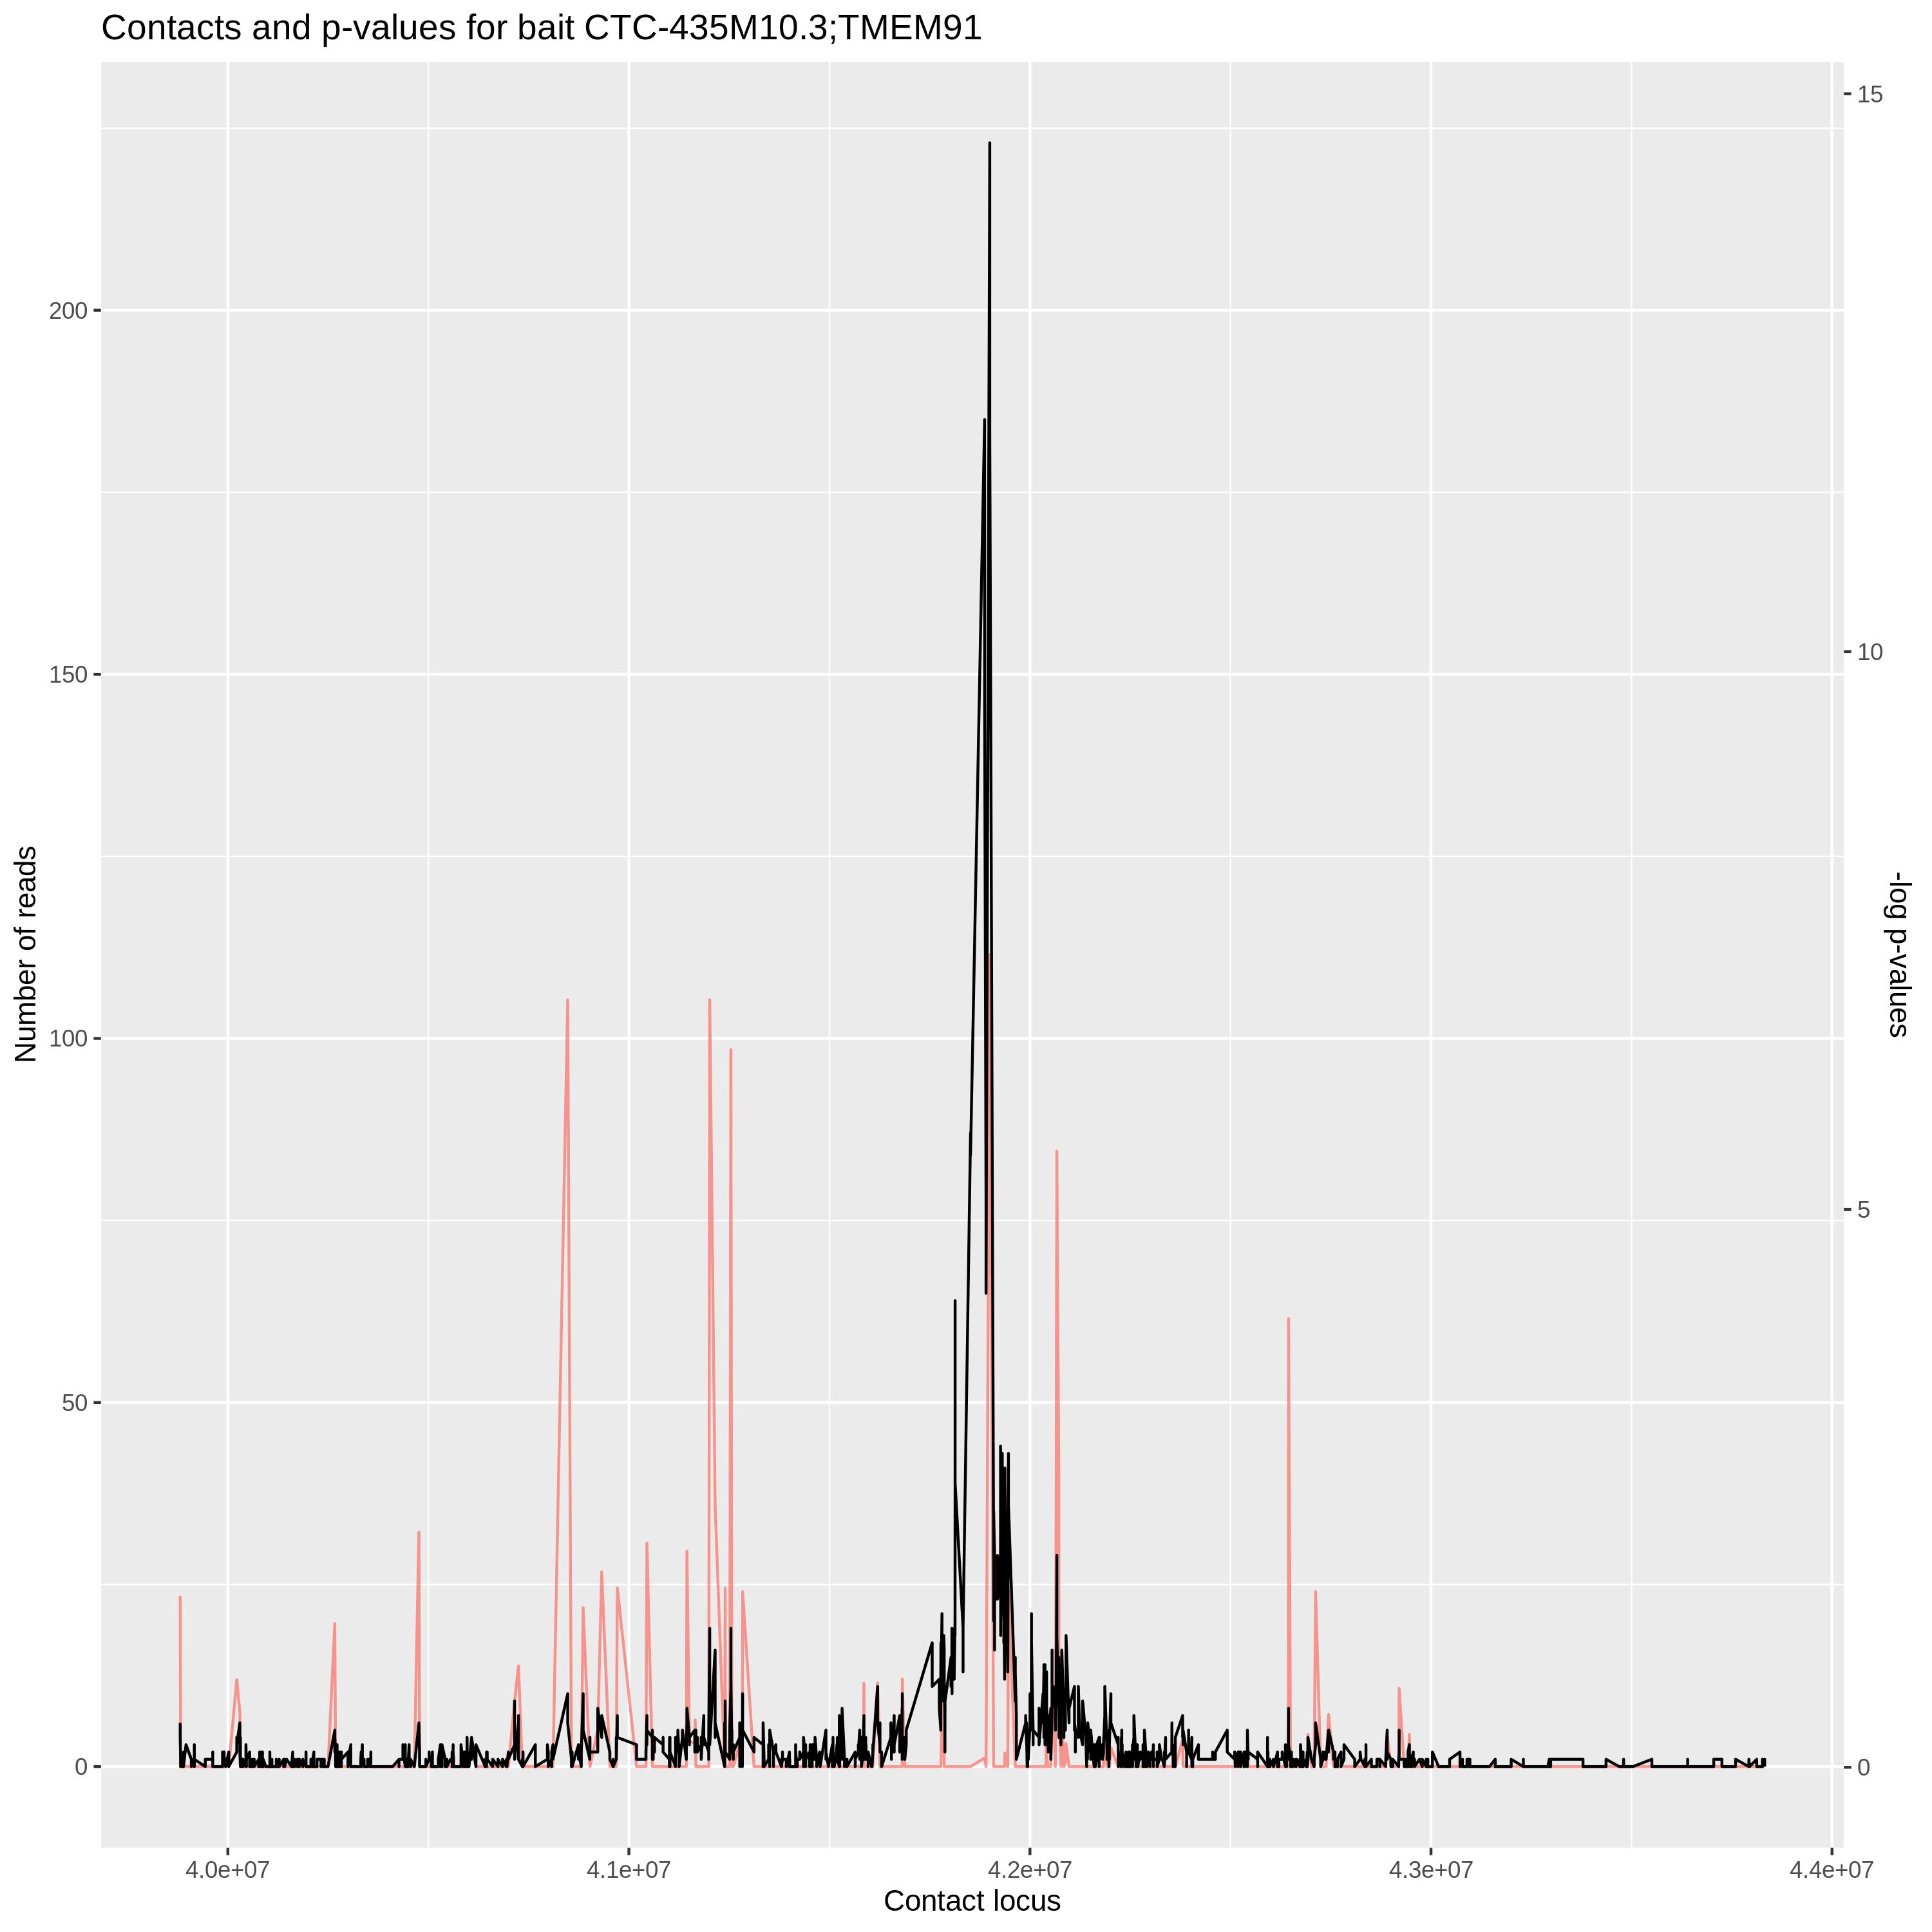 Contacts and p-values for bait CTC-435M10.3;TMEM91
15
200
10
150
Number of reads
-log p-values
100
5
50
0
0
4.0e+07
4.1e+07
4.2e+07
4.3e+07
4.4e+07
Contact locus